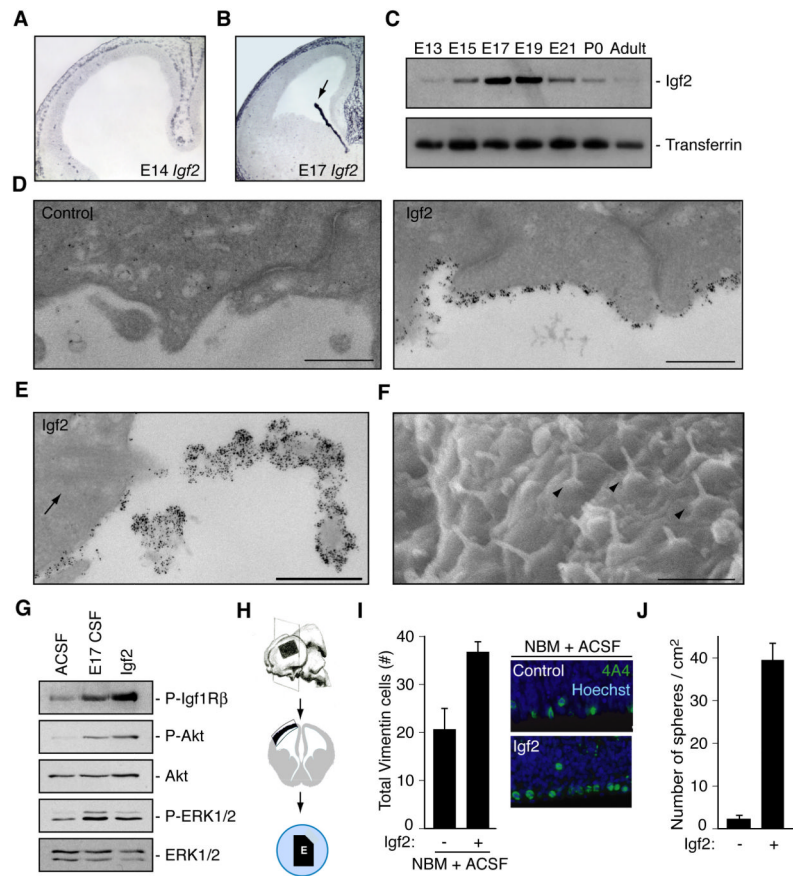 A
E14 Igf2
B
E17 Igf2
C
E13 E15 E17 E19 E21 P0 Adult
- Igf2
- Transferrin
D
Control
Igf2
E
Igf2
F
G
ACSF
E17 CSF
Igf2
- P-Igf1Rβ
- P-Akt
- Akt
- P-ERK1/2
- ERK1/2
H
E
I
Total Vimentin cells (#)
40
30
20
10
0
Igf2: - +
NBM + ACSF
NBM + ACSF
Control 4A4
Hoechst
Igf2
J
Number of spheres / cm²
40
30
20
10
0
Igf2: - +